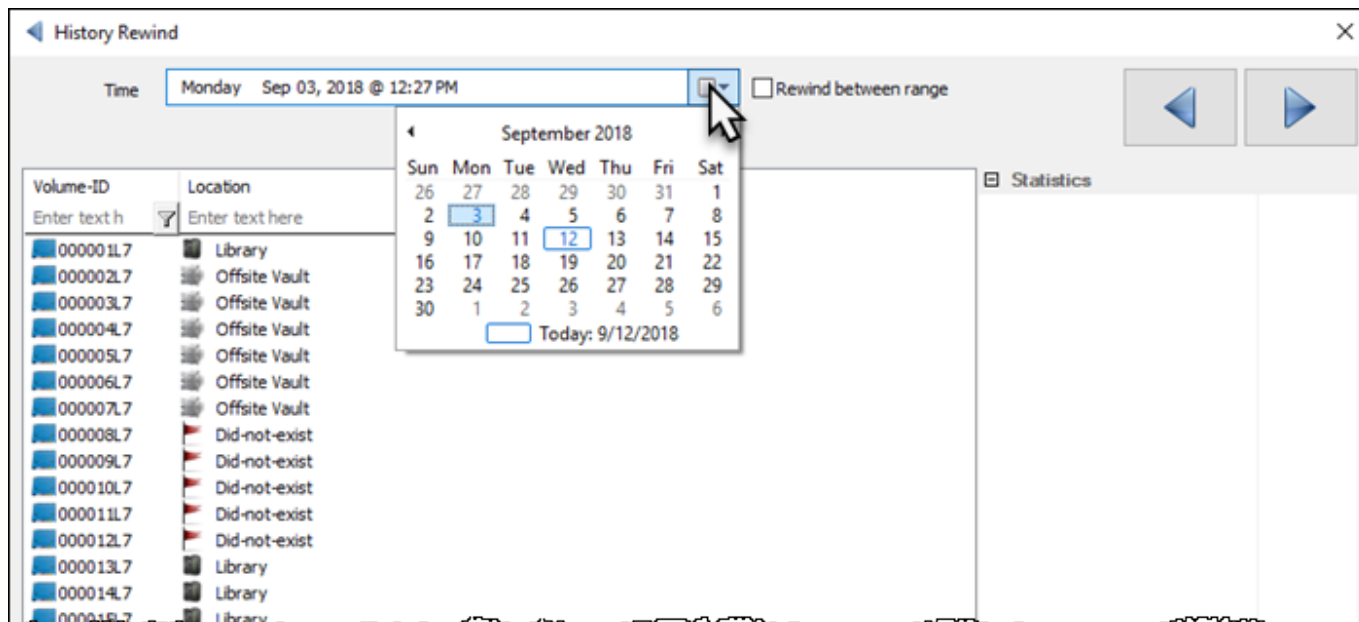 History Rewind
Time Monday Sep 03, 2018 @ 12:27 PM Rewind between range
September 2018
Sun Mon Tue Wed Thu Fri Sat
26 27 28 29 30 31 1
2 3 4 5 6 7 8
9 10 11 12 13 14 15
16 17 18 19 20 21 22
23 24 25 26 27 28 29
30 1 2 3 4 5 6
Today: 9/12/2018
Volume-ID Location
Enter text h Enter text here
000001L7 Library
000002L7 Offsite Vault
000003L7 Offsite Vault
000004L7 Offsite Vault
000005L7 Offsite Vault
000006L7 Offsite Vault
000007L7 Offsite Vault
000008L7 Did-not-exist
000009L7 Did-not-exist
000010L7 Did-not-exist
000011L7 Did-not-exist
000012L7 Did-not-exist
000013L7 Library
000014L7 Library
000015L7 Library
Statistics